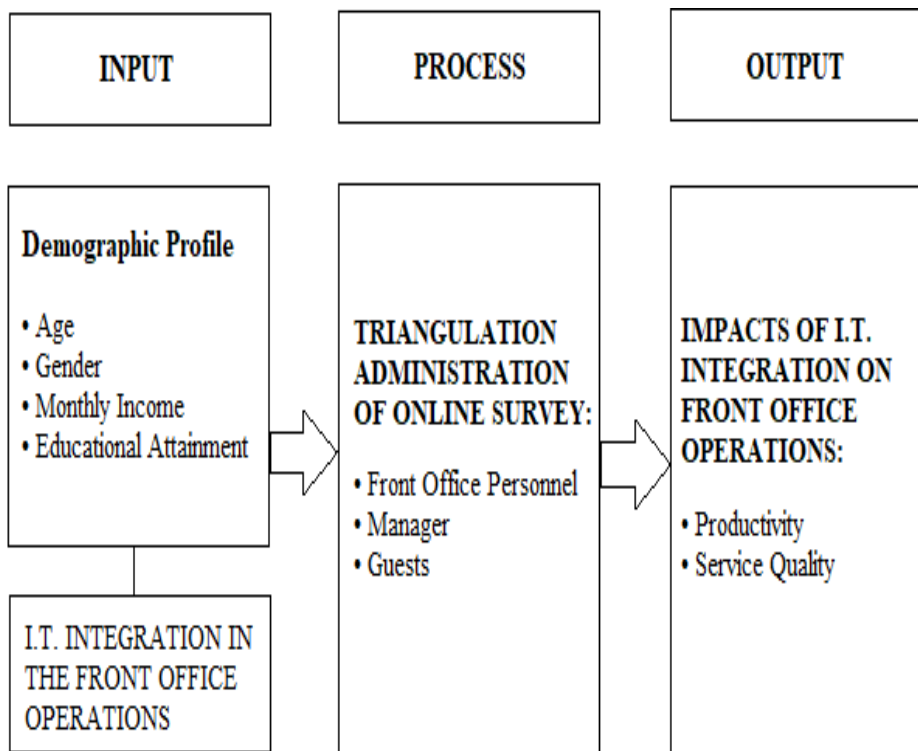 INPUT
PROCESS
OUTPUT
Demographic Profile
• Age
• Gender
• Monthly Income
• Educational Attainment
I.T. INTEGRATION IN
THE FRONT OFFICE
OPERATIONS
TRIANGULATION
ADMINISTRATION
OF ONLINE SURVEY:
• Front Office Personnel
• Manager
• Guests
IMPACTS OF I.T.
INTEGRATION ON
FRONT OFFICE
OPERATIONS:
• Productivity
• Service Quality